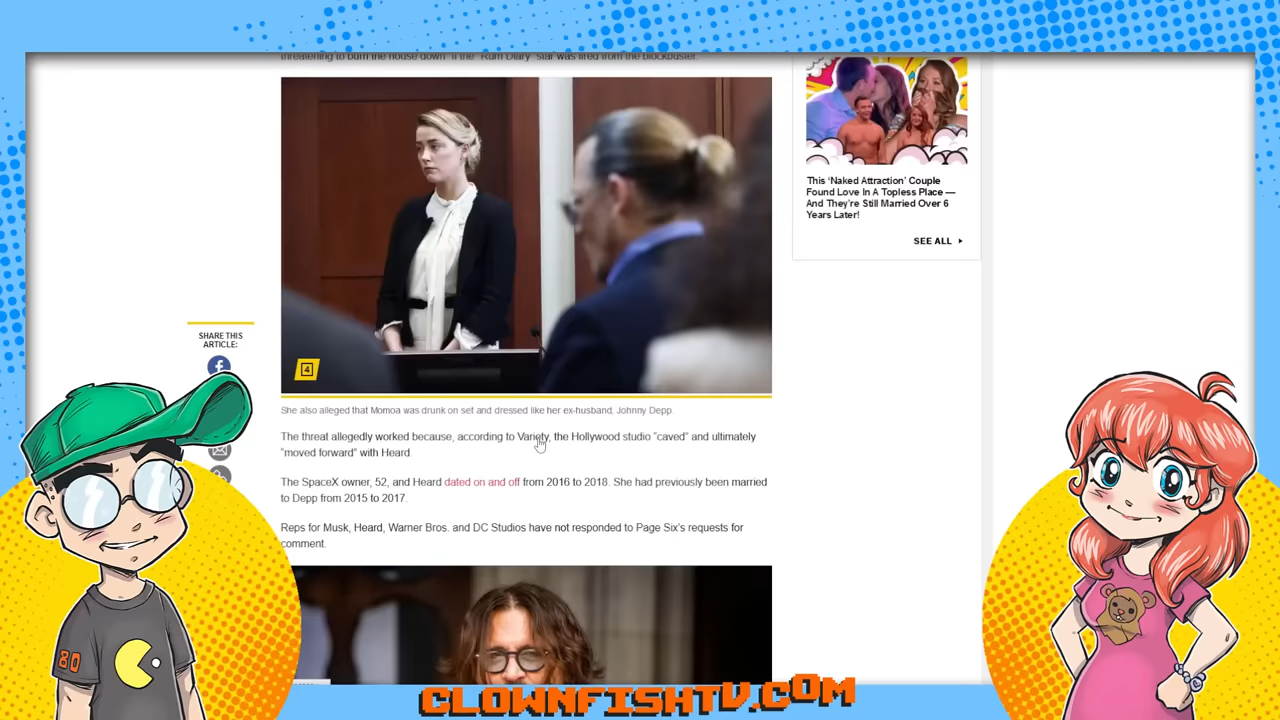 threatening to burn the house down" if the "Rum Diary" star was fired from the blockbuster.
4
She also alleged that Momoa was drunk on set and dressed like her ex-husband, Johnny Depp.
The threat allegedly worked because, according to Variety, the Hollywood studio "caved" and ultimately
"moved forward" with Heard.
The SpaceX owner, 52, and Heard dated on and off from 2016 to 2018. She had previously been married
to Depp from 2015 to 2017.
Reps for Musk, Heard, Warner Bros. and DC Studios have not responded to Page Six's requests for
comment.
This 'Naked Attraction' Couple
Found Love In A Topless Place —
And They're Still Married Over 6
Years Later!
SEE ALL
SHARE THIS
ARTICLE:
f
80
CLOWNFISHTV.COM